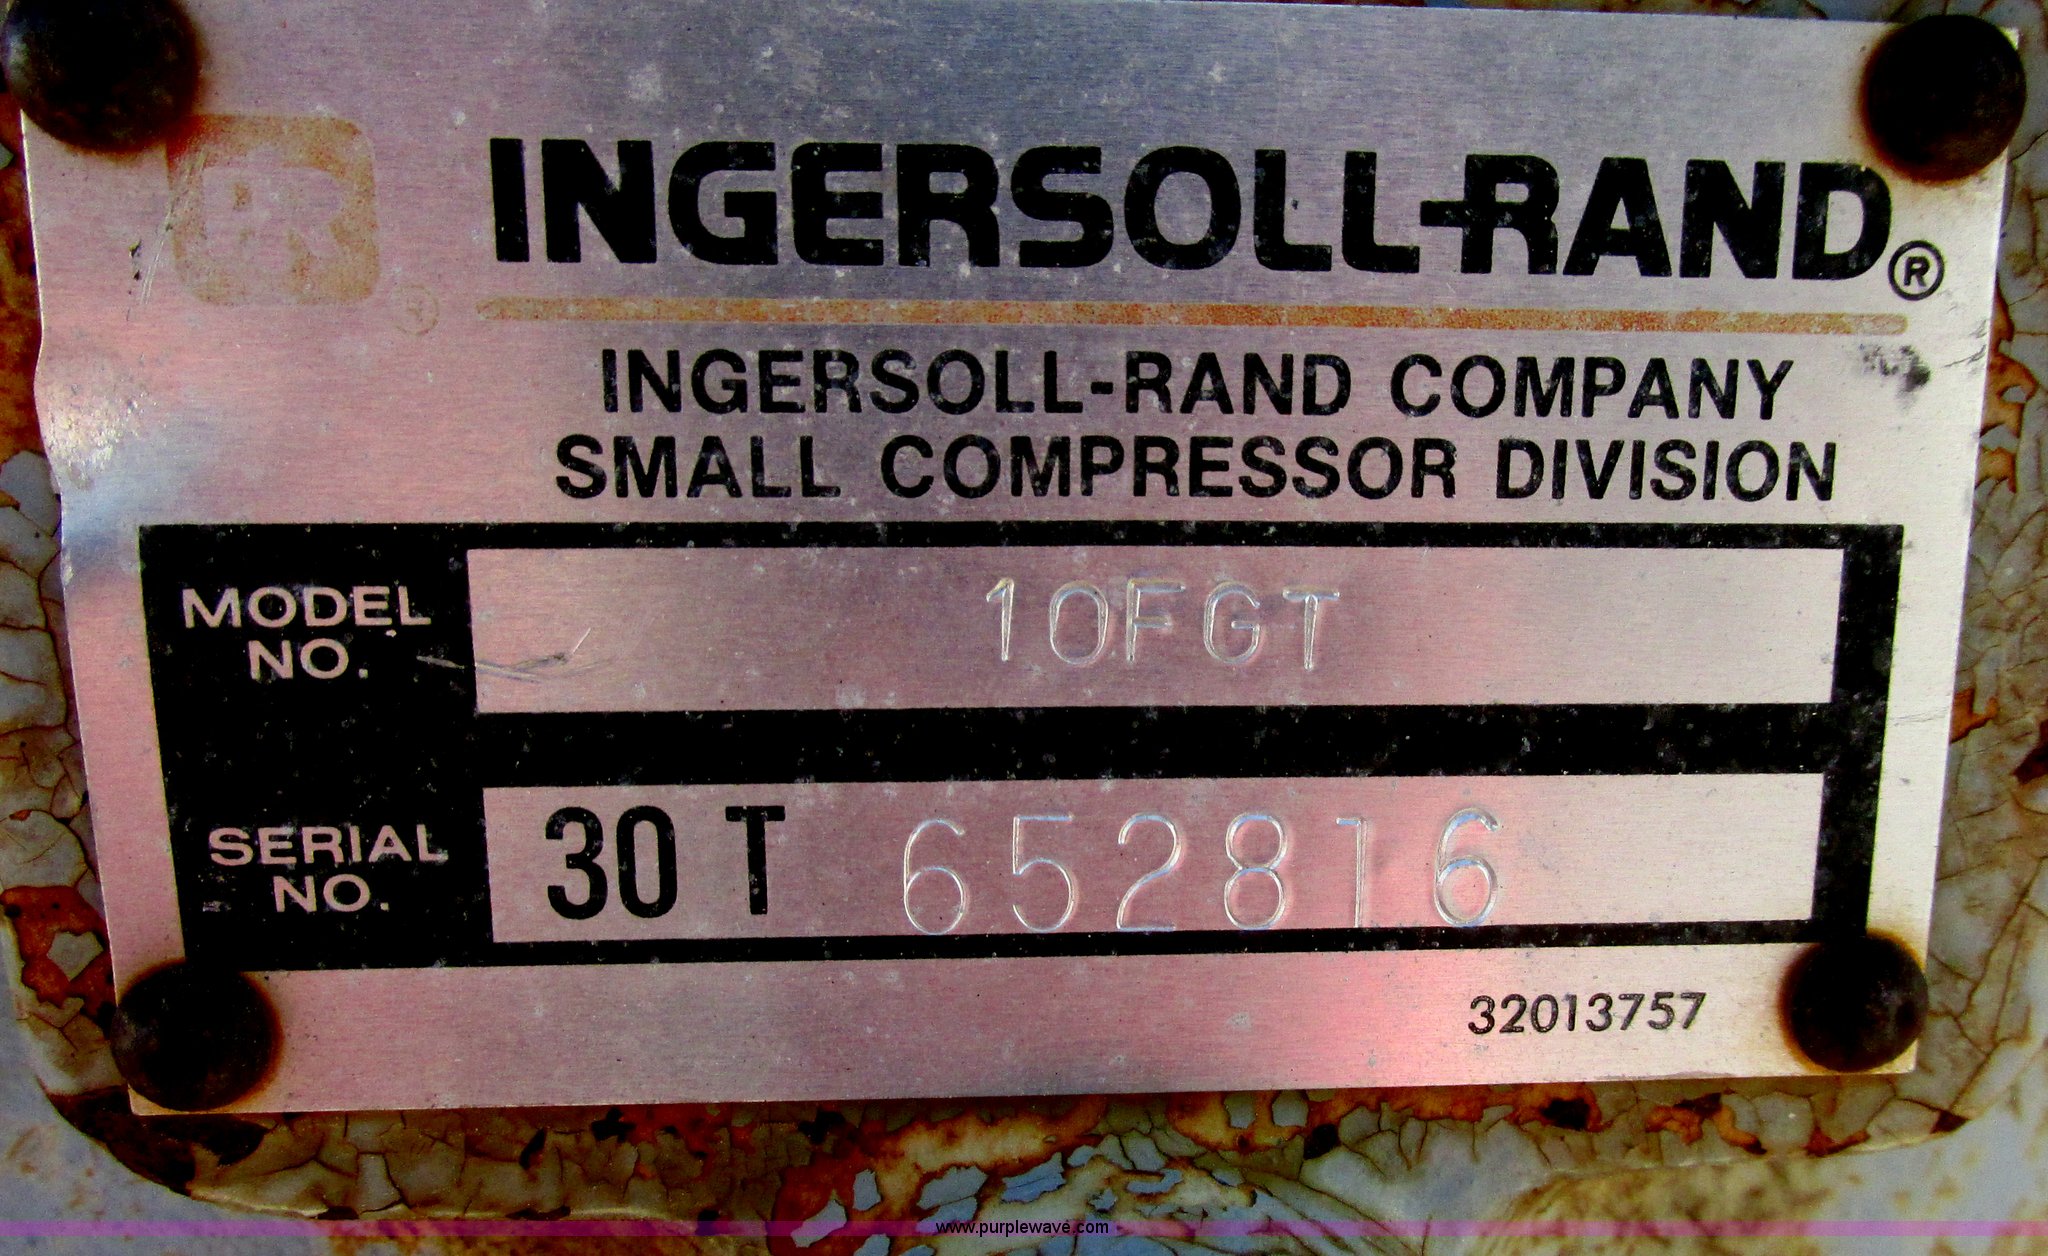 IR
INGERSOLL-RAND®
INGERSOLL-RAND COMPANY
SMALL COMPRESSOR DIVISION
MODEL NO. 10FGT
SERIAL NO. 30 T 652816
32013757
www.purplewave.com